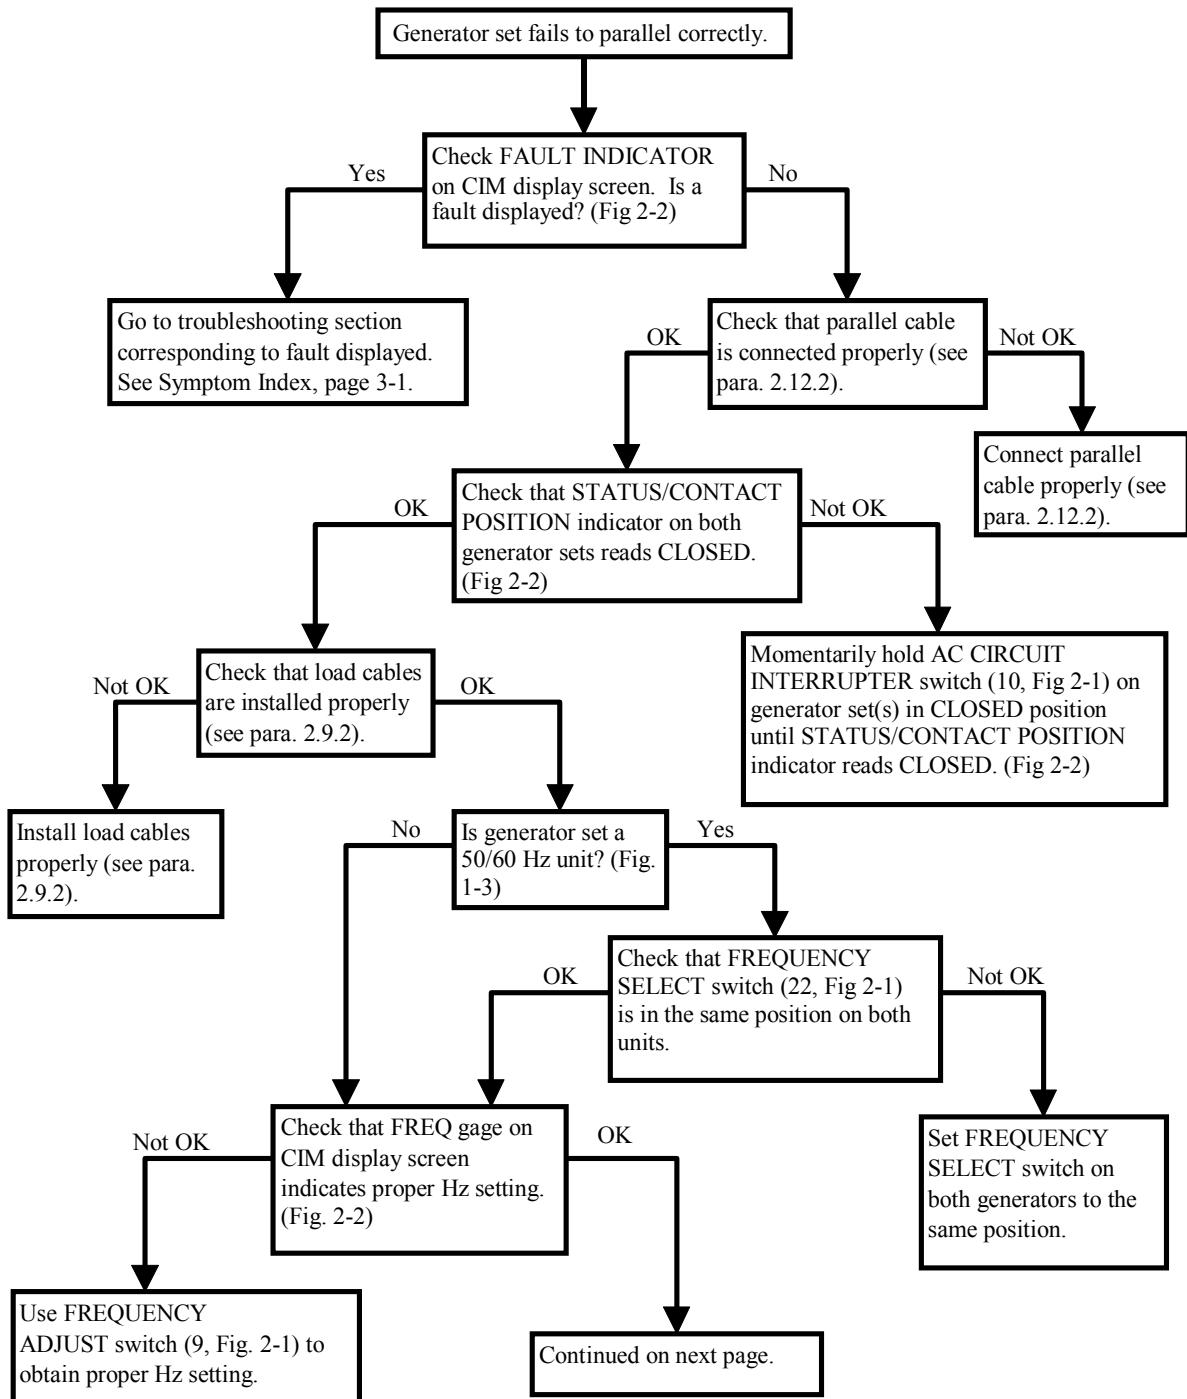 Generator set fails to parallel correctly.
Check FAULT INDICATOR
on CIM display screen.  Is a
fault displayed? (Fig 2-2)
Yes
No
Go to troubleshooting section
corresponding to fault displayed.
See Symptom Index, page 3-1.
Check that parallel cable
is connected properly (see
para. 2.12.2).
OK
Not OK
Connect parallel
cable properly (see
para. 2.12.2).
Check that STATUS/CONTACT
POSITION indicator on both
generator sets reads CLOSED.
(Fig 2-2)
OK
Not OK
Momentarily hold AC CIRCUIT
INTERRUPTER switch (10, Fig 2-1) on
generator set(s) in CLOSED position
until STATUS/CONTACT POSITION
indicator reads CLOSED. (Fig 2-2)
Check that load cables
are installed properly
(see para. 2.9.2).
Not OK
OK
Install load cables
properly (see para.
2.9.2).
Is generator set a
50/60 Hz unit? (Fig.
1-3)
No
Yes
Check that FREQUENCY
SELECT switch (22, Fig 2-1)
is in the same position on both
units.
OK
Not OK
Set FREQUENCY
SELECT switch on
both generators to the
same position.
Check that FREQ gage on
CIM display screen
indicates proper Hz setting.
(Fig. 2-2)
Not OK
OK
Use FREQUENCY
ADJUST switch (9, Fig. 2-1) to
obtain proper Hz setting.
Continued on next page.